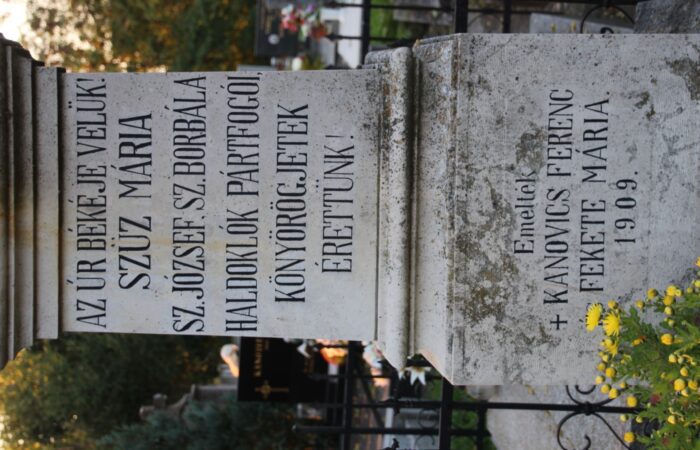 AZ ÚR BÉKÉJE VELÜK!
SZŰZ MÁRIA
SZ. JÓZSEF, SZ. BORBÁLA
HALDOKLÓK PÁRTFOGÓI,
KÖNYÖRÖGJETEK
ÉRETTÜNK!
Emelték
+ KANOVICS FERENC
FEKETE MÁRIA
1909.